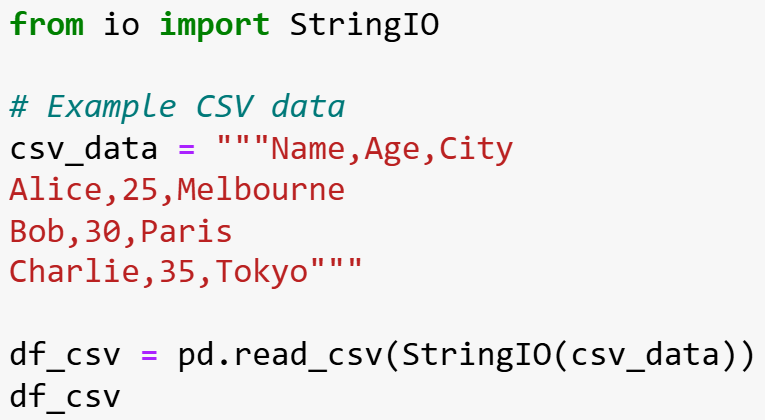 from io import StringIO
# Example CSV data
csv_data = """Name,Age,City
Alice,25,Melbourne
Bob,30,Paris
Charlie,35,Tokyo"""
df_csv = pd.read_csv(StringIO(csv_data))
df_csv